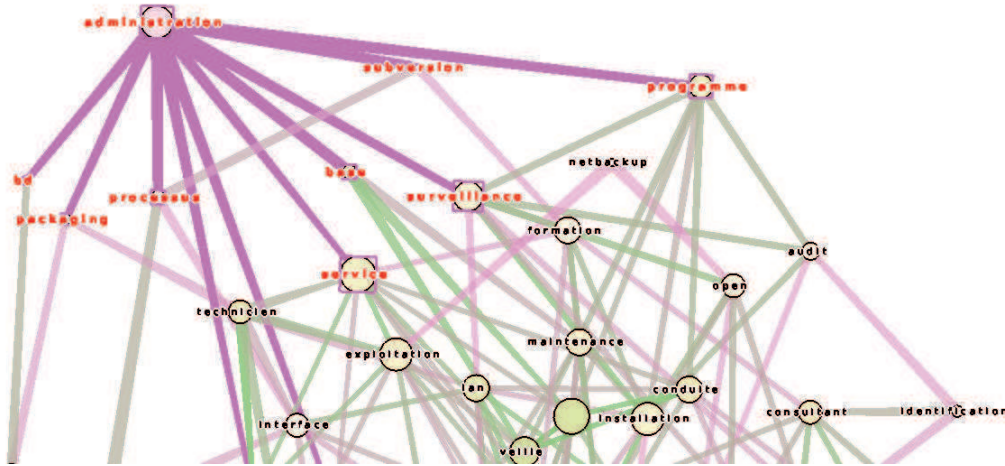 administration
subversion
programme
netbackup
bd
base
processus
surveillance
packaging
formation
audit
service
open
technicien
maintenance
exploitation
lan
conduite
installation
consultant
identification
interface
veille